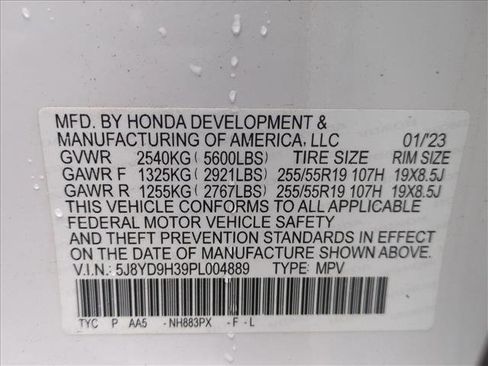 MFD. BY HONDA DEVELOPMENT &
MANUFACTURING OF AMERICA, LLC 01/'23
GVWR 2540KG(5600LBS) TIRE SIZE RIM SIZE
GAWR F 1325KG(2921LBS) 255/55R19 107H 19X8.5J
GAWR R 1255KG(2767LBS) 255/55R19 107H 19X8.5J
THIS VEHICLE CONFORMS TO ALL APPLICABLE
FEDERAL MOTOR VEHICLE SAFETY
AND THEFT PREVENTION STANDARDS IN EFFECT
ON THE DATE OF MANUFACTURE SHOWN ABOVE.
V.I.N.: 5J8YD9H39PL004889 TYPE: MPV
TYC P AA5 -NH883PX -F-L